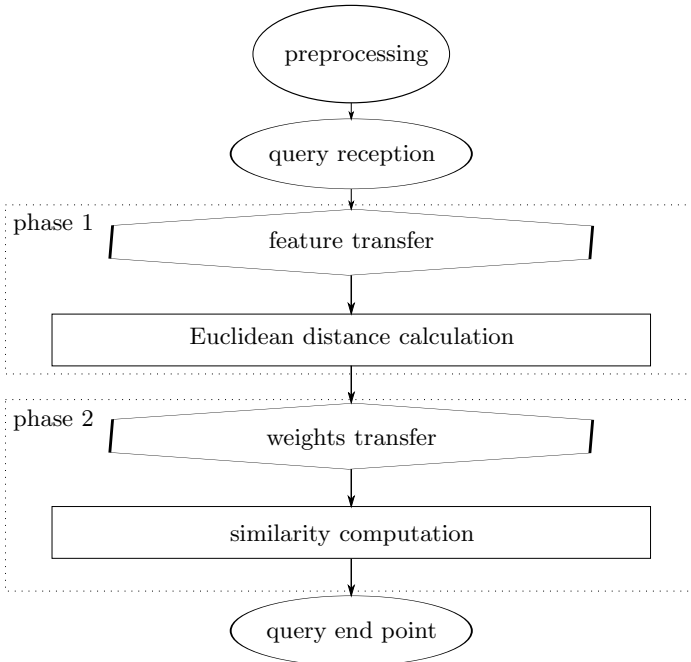 preprocessing
query reception
phase 1
feature transfer
Euclidean distance calculation
phase 2
weights transfer
similarity computation
query end point